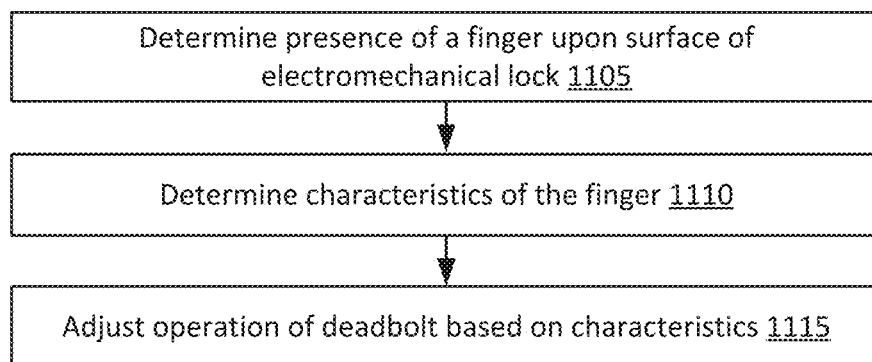 Determine presence of a finger upon surface of
electromechanical lock 1105
Determine characteristics of the finger 1110
Adjust operation of deadbolt based on characteristics 1115